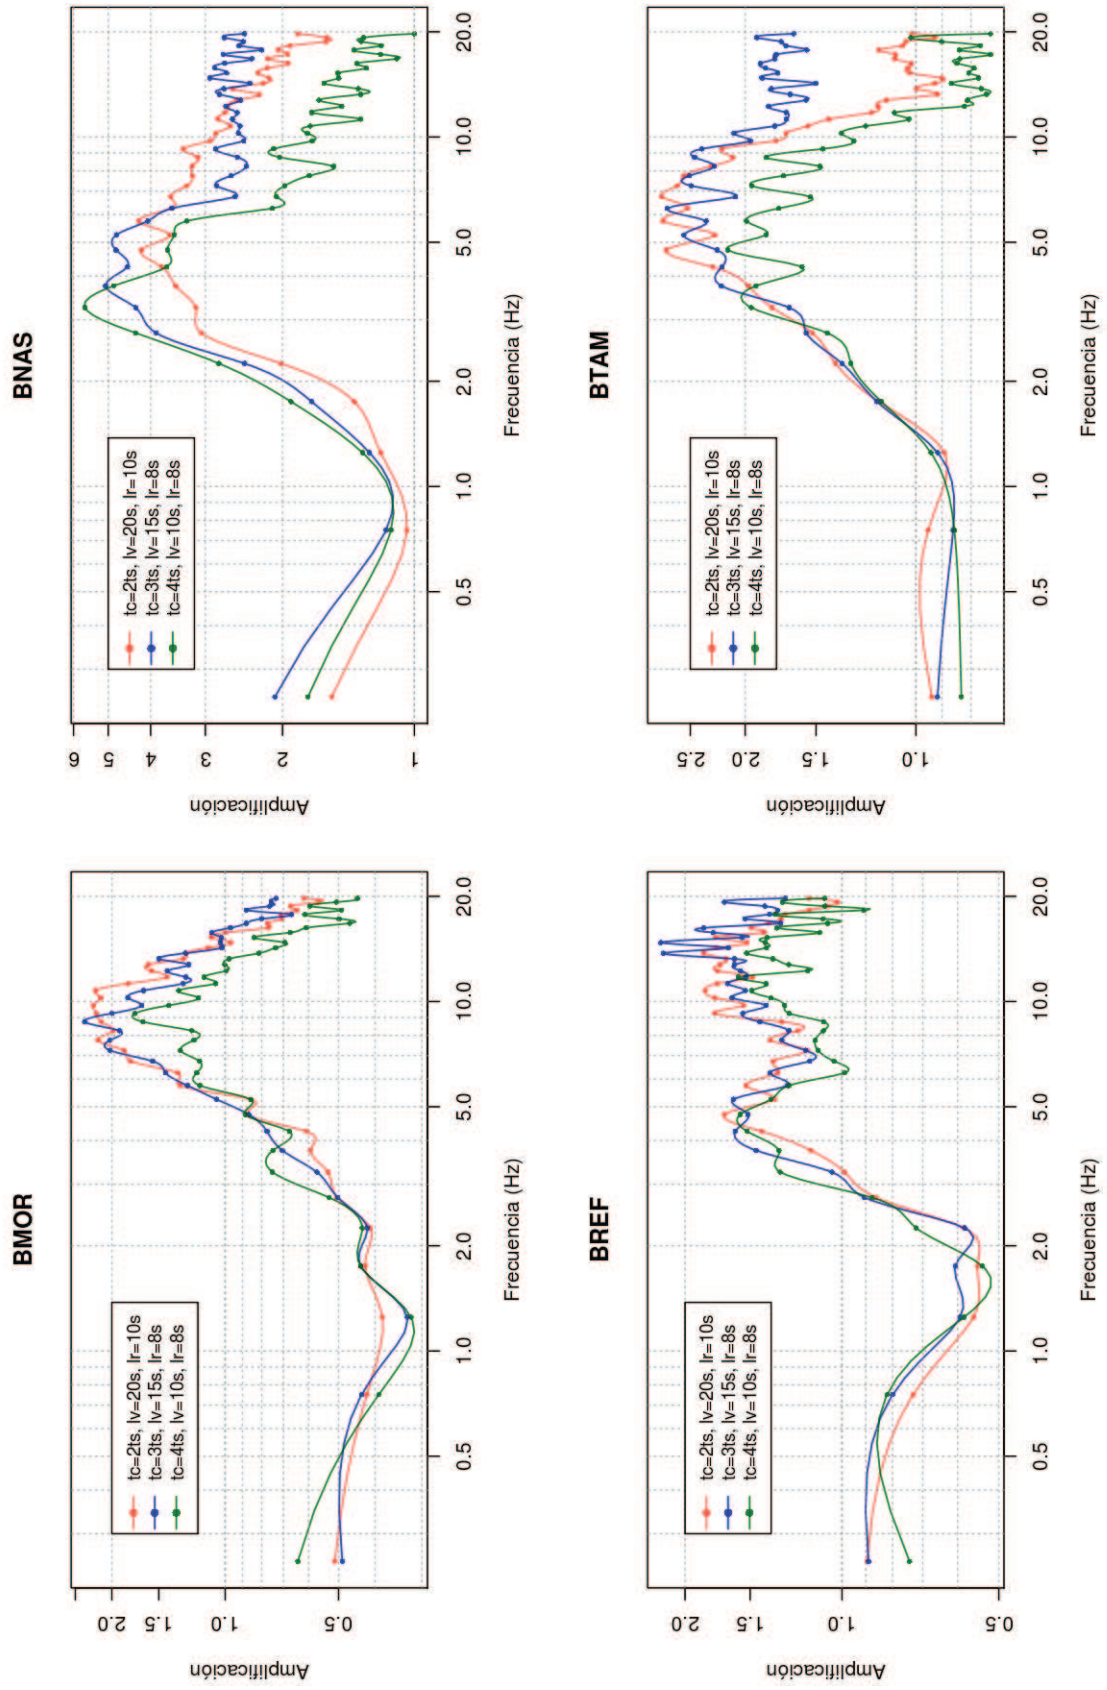 BMOR
Amplificación
2.0
1.5
1.0
0.5
tc=2ts, lv=20s, lr=10s
tc=3ts, lv=15s, lr=8s
tc=4ts, lv=10s, lr=8s
0.5 1.0 2.0 5.0 10.0 20.0
Frecuencia (Hz)
BNAS
Amplificación
6
5
4
3
2
1
tc=2ts, lv=20s, lr=10s
tc=3ts, lv=15s, lr=8s
tc=4ts, lv=10s, lr=8s
0.5 1.0 2.0 5.0 10.0 20.0
Frecuencia (Hz)
BREF
Amplificación
2.0
1.5
1.0
0.5
tc=2ts, lv=20s, lr=10s
tc=3ts, lv=15s, lr=8s
tc=4ts, lv=10s, lr=8s
0.5 1.0 2.0 5.0 10.0 20.0
Frecuencia (Hz)
BTAM
Amplificación
2.5
2.0
1.5
1.0
tc=2ts, lv=20s, lr=10s
tc=3ts, lv=15s, lr=8s
tc=4ts, lv=10s, lr=8s
0.5 1.0 2.0 5.0 10.0 20.0
Frecuencia (Hz)